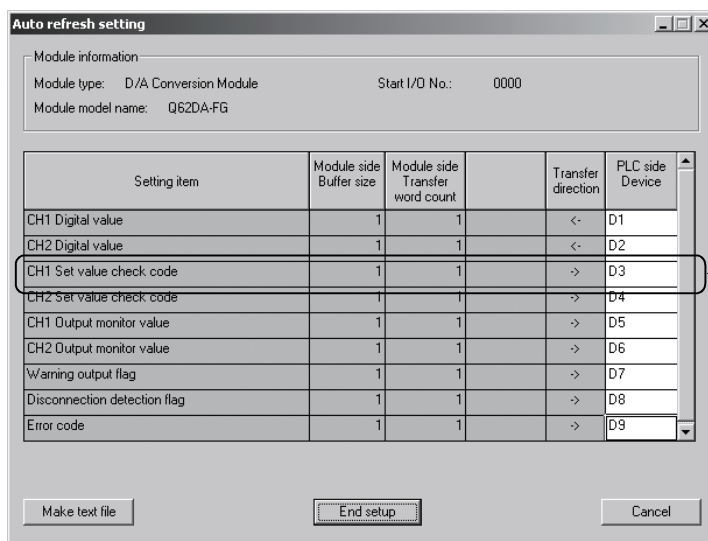 Auto refresh setting
Module information
Module type: D/A Conversion Module Start I/O No.: 0000
Module model name: Q62DA-FG
Setting item Module side Buffer size Module side Transfer word count Transfer direction PLC side Device
CH1 Digital value 1 1 <- D1
CH2 Digital value 1 1 <- D2
CH1 Set value check code 1 1 -> D3
CH2 Set value check code 1 1 -> D4
CH1 Output monitor value 1 1 -> D5
CH2 Output monitor value 1 1 -> D6
Warning output flag 1 1 -> D7
Disconnection detection flag 1 1 -> D8
Error code 1 1 -> D9
Make text file End setup Cancel